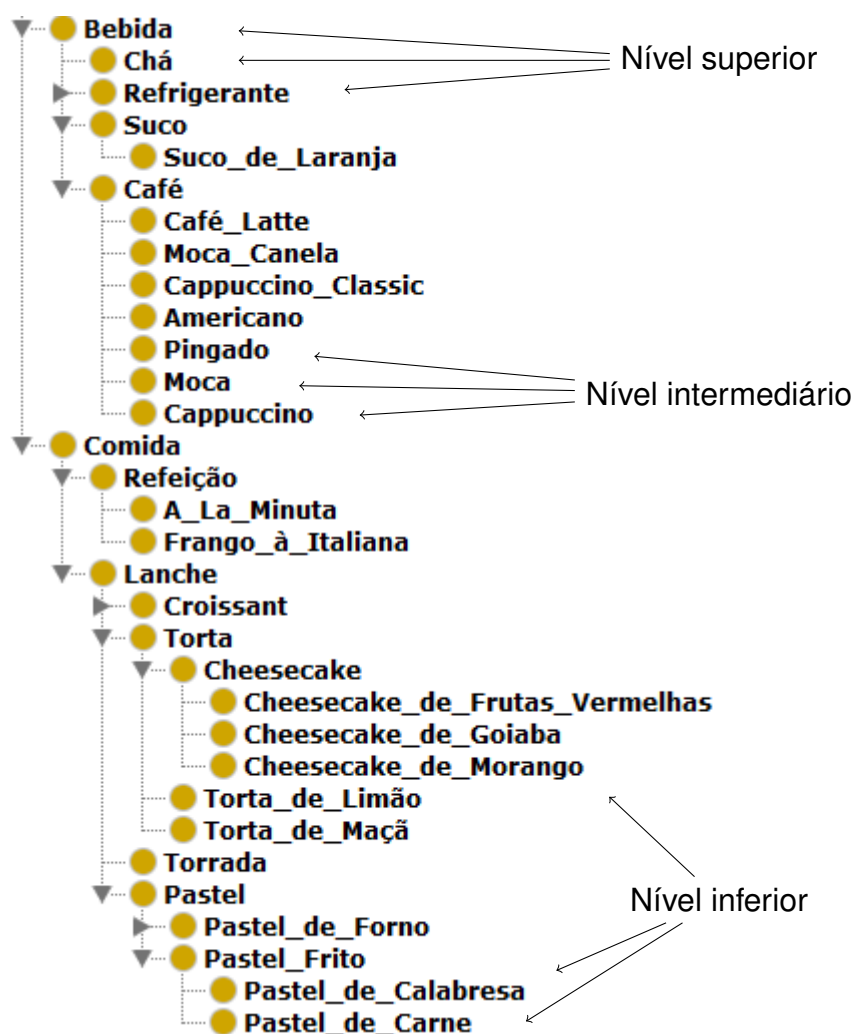 Bebida
Nível superior
Chá
Refrigerante
Suco
Suco_de_Laranja
Café
Café_Latte
Moca_Canela
Cappuccino_Classic
Americano
Pingado
Moca
Nível intermediário
Cappuccino
Comida
Refeição
A_La_Minuta
Frango_à_Italiana
Lanche
Croissant
Torta
Cheesecake
Cheesecake_de_Frutas_Vermelhas
Cheesecake_de_Goiaba
Cheesecake_de_Morango
Torta_de_Limão
Torta_de_Maçã
Torrada
Pastel
Nível inferior
Pastel_de_Forno
Pastel_Frito
Pastel_de_Calabresa
Pastel_de_Carne